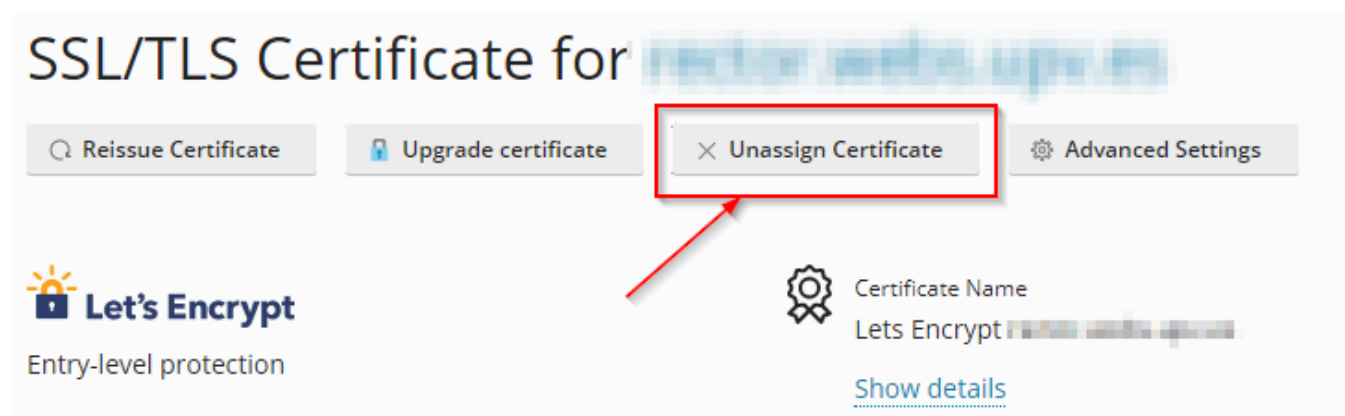 SSL/TLS Certificate for
Reissue Certificate
Upgrade certificate
Unassign Certificate
Advanced Settings
Let's Encrypt
Entry-level protection
Certificate Name
Lets Encrypt
Show details